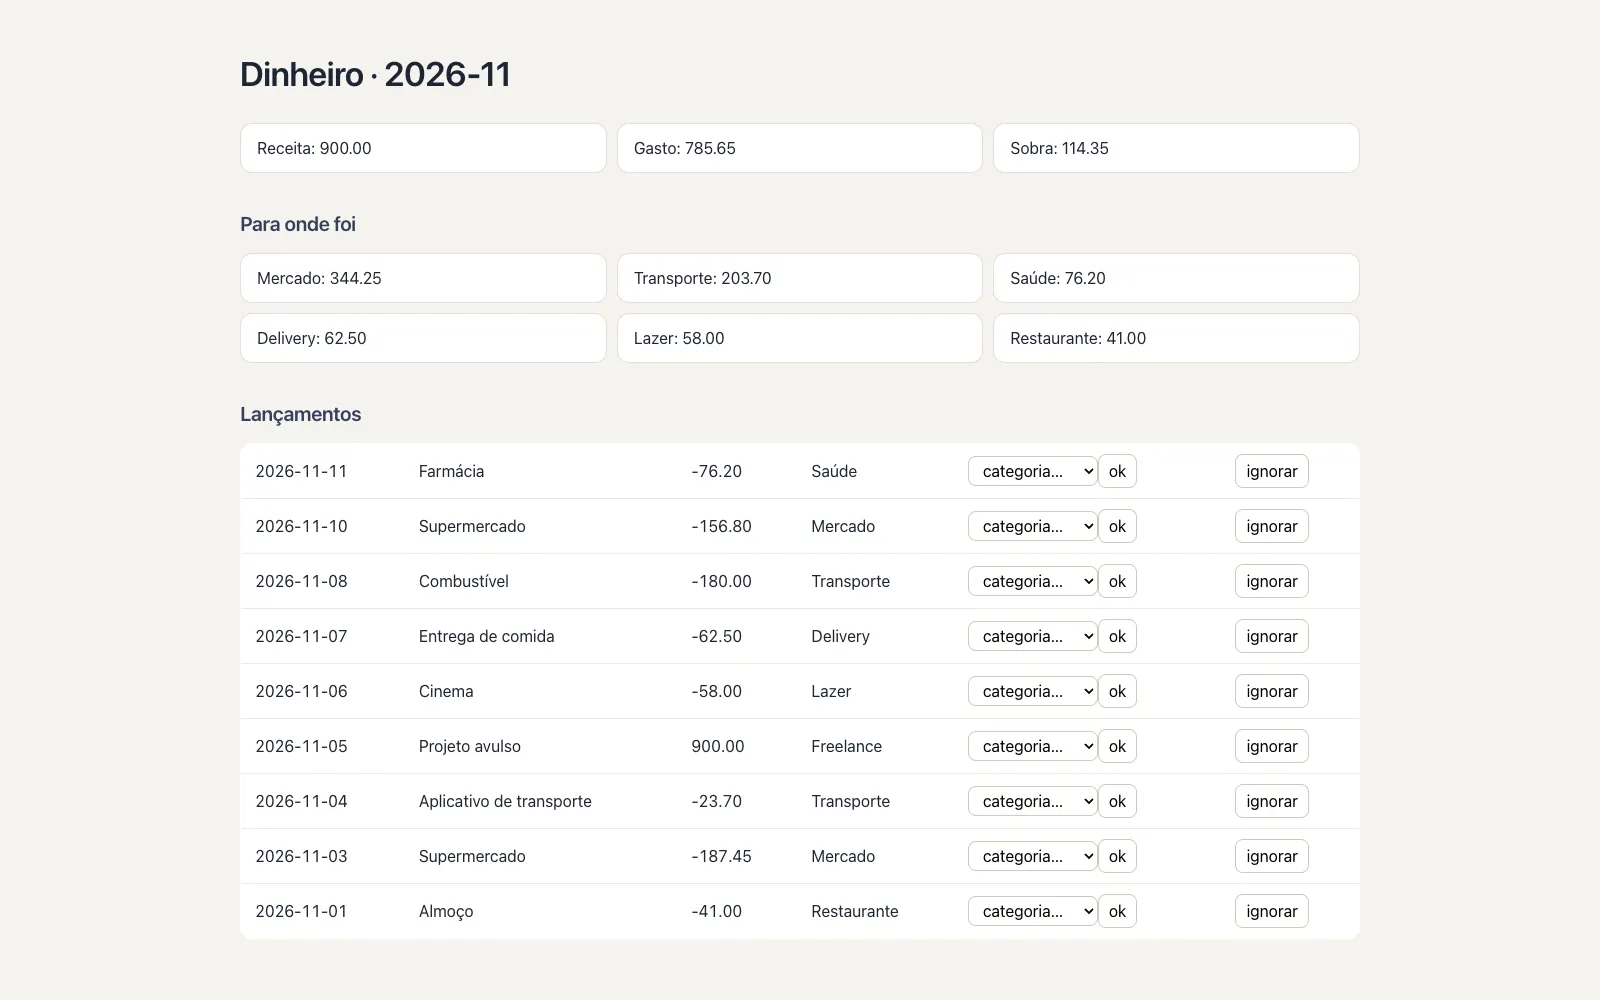 Dinheiro · 2026-11
Receita: 900.00 Gasto: 785.65 Sobra: 114.35
Para onde foi
Mercado: 344.25 Transporte: 203.70 Saúde: 76.20
Delivery: 62.50 Lazer: 58.00 Restaurante: 41.00
Lançamentos
2026-11-11 Farmácia -76.20 Saúde categoria... ok ignorar
2026-11-10 Supermercado -156.80 Mercado categoria... ok ignorar
2026-11-08 Combustível -180.00 Transporte categoria... ok ignorar
2026-11-07 Entrega de comida -62.50 Delivery categoria... ok ignorar
2026-11-06 Cinema -58.00 Lazer categoria... ok ignorar
2026-11-05 Projeto avulso 900.00 Freelance categoria... ok ignorar
2026-11-04 Aplicativo de transporte -23.70 Transporte categoria... ok ignorar
2026-11-03 Supermercado -187.45 Mercado categoria... ok ignorar
2026-11-01 Almoço -41.00 Restaurante categoria... ok ignorar